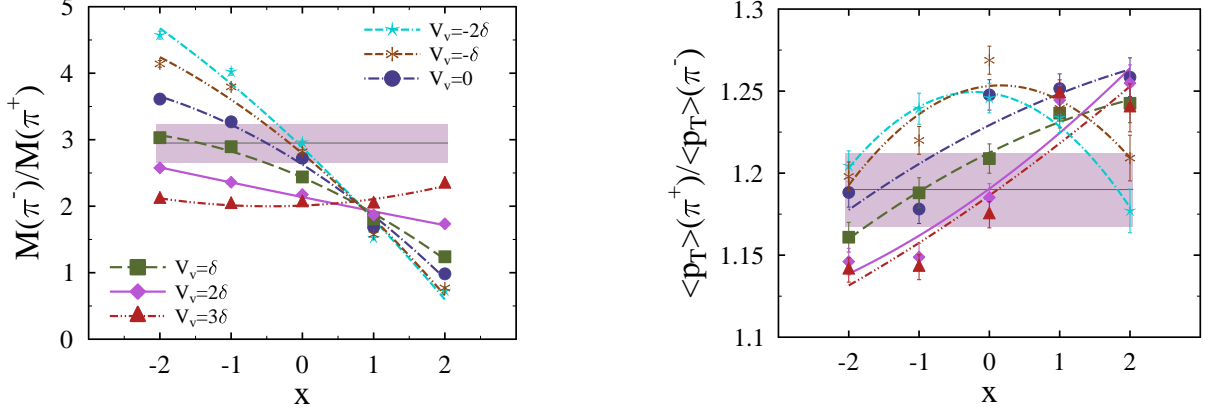 M(π⁻)/M(π⁺)
5
4
3
2
1
0
V_v=-2δ
V_v=-δ
V_v=0
V_v=δ
V_v=2δ
V_v=3δ
-2 -1 0 1 2
x
<p_T>(π⁺)/<p_T>(π⁻)
1.3
1.25
1.2
1.15
1.1
-2 -1 0 1 2
x